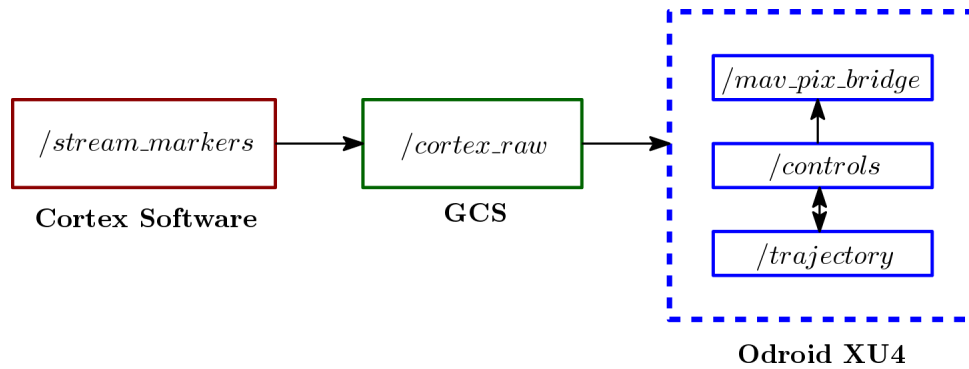 /stream_markers
Cortex Software
/cortex_raw
GCS
/mav_pix_bridge
/controls
/trajectory
Odroid XU4